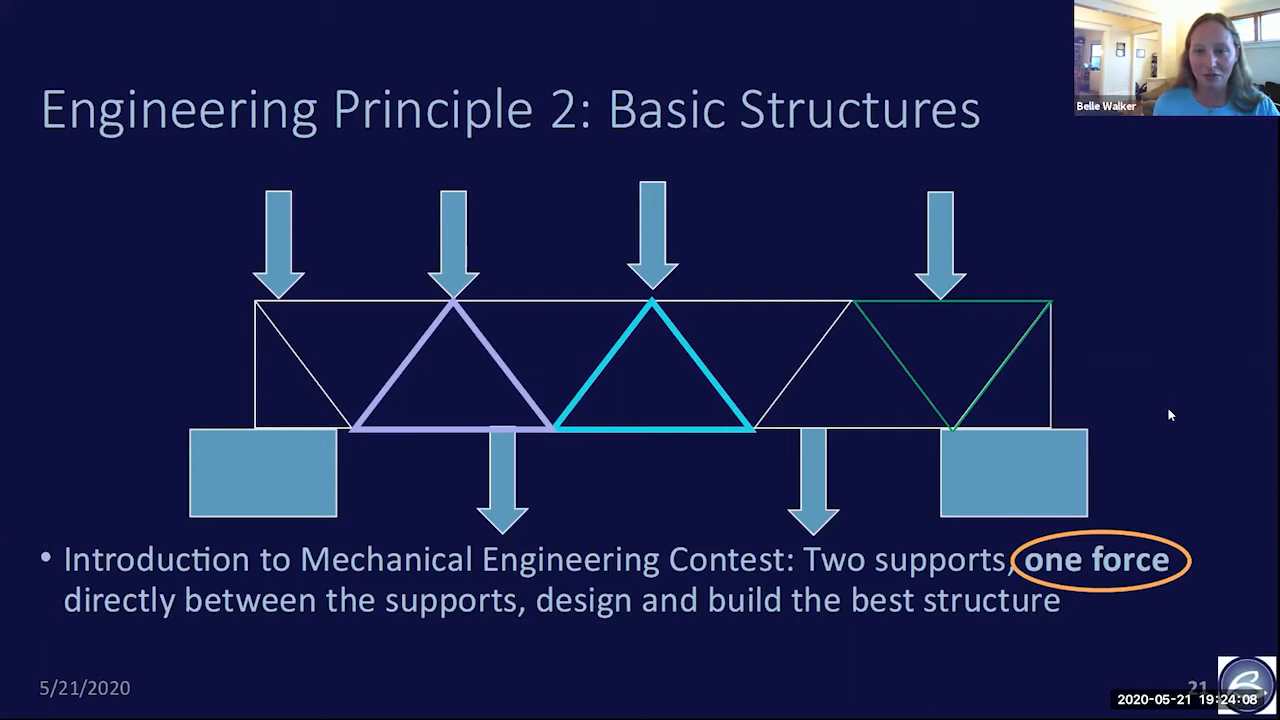 Belle Walker
Engineering Principle 2: Basic Structures
• Introduction to Mechanical Engineering Contest: Two supports, one force
directly between the supports, design and build the best structure
5/21/2020
21
2020-05-21 19:24:08